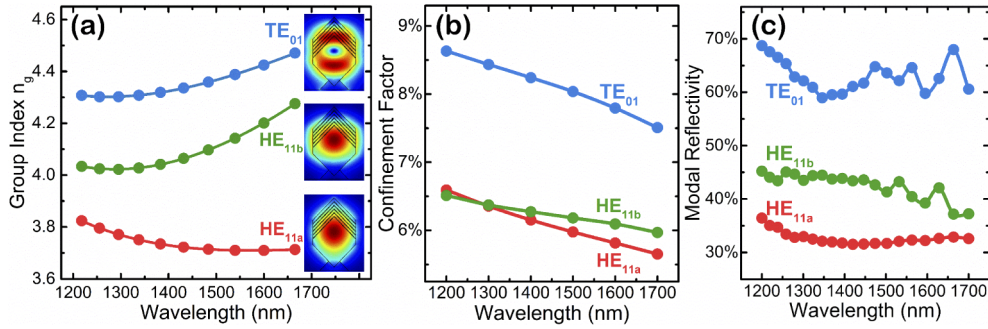 (a)
Group Index n_g
4.6
4.4
4.2
4.0
3.8
3.6
TE01
HE11b
HE11a
1200 1300 1400 1500 1600 1700
Wavelength (nm)
(b)
Confinement Factor
9%
8%
7%
6%
TE01
HE11b
HE11a
1200 1300 1400 1500 1600 1700
Wavelength (nm)
(c)
Modal Reflectivity
70%
60%
50%
40%
30%
TE01
HE11b
HE11a
1200 1300 1400 1500 1600 1700
Wavelength (nm)